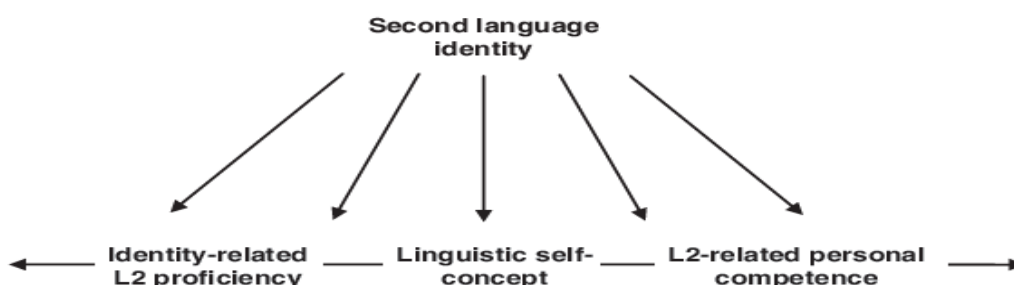 Second language
identity
Identity-related
L2 proficiency
Linguistic self-
concept
L2-related personal
competence